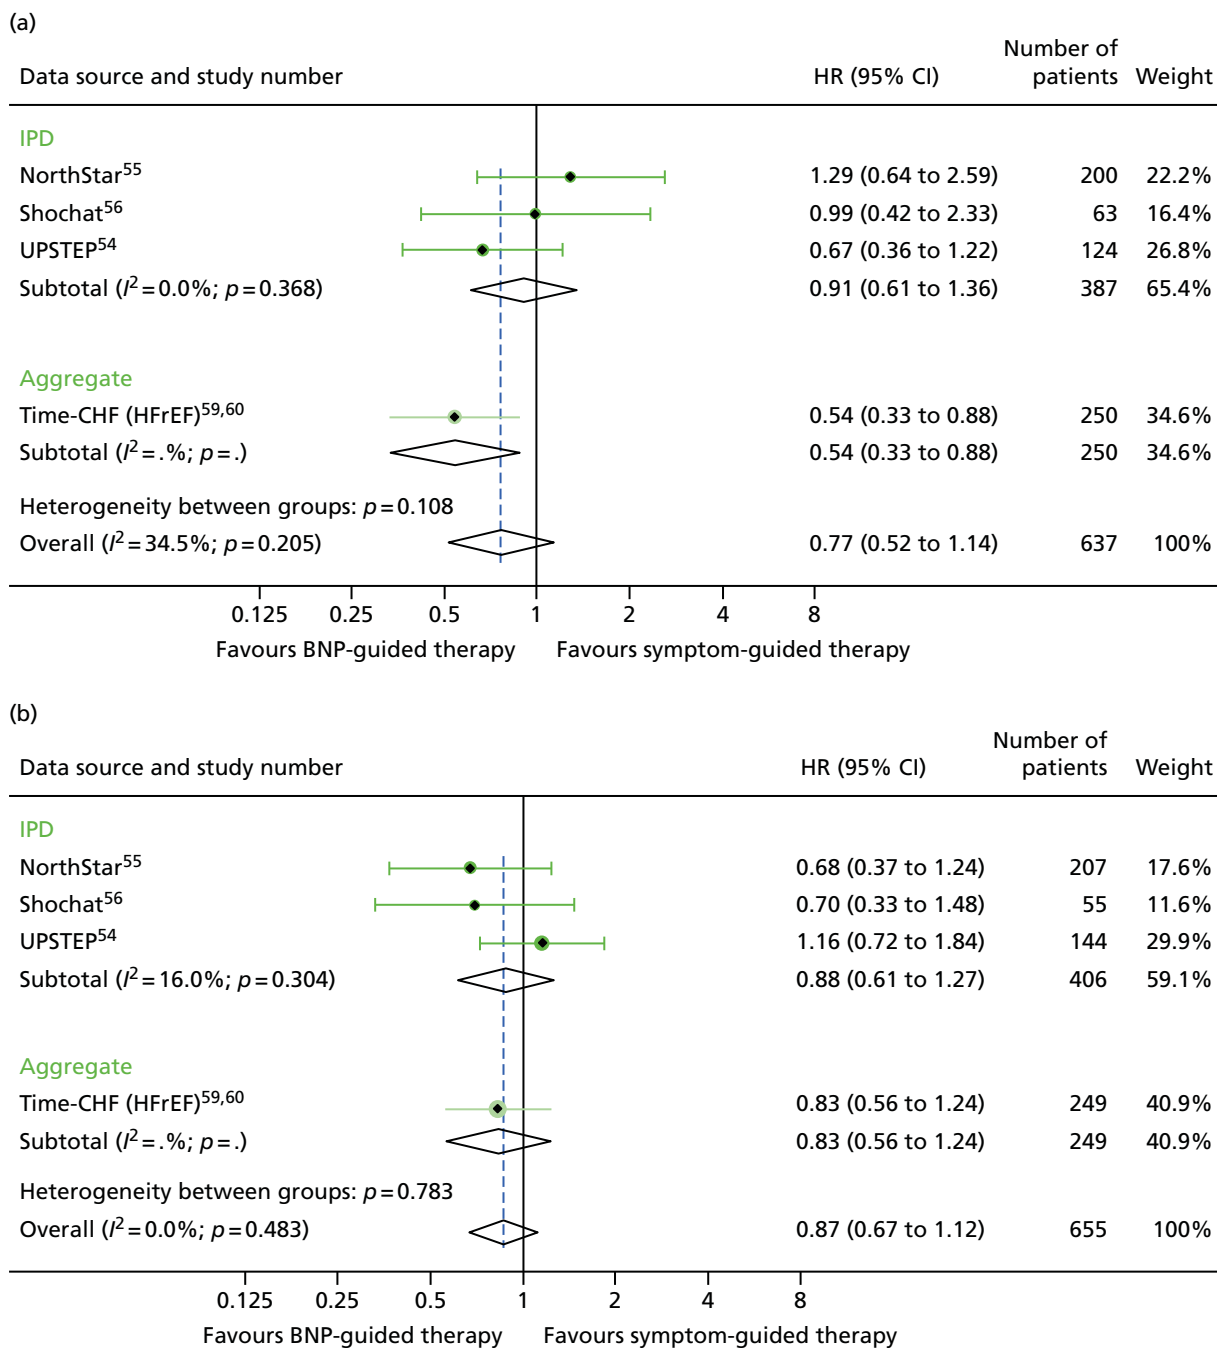 (a)
Data source and study number HR (95% CI) Number of patients Weight
IPD
NorthStar55 1.29 (0.64 to 2.59) 200 22.2%
Shochat56 0.99 (0.42 to 2.33) 63 16.4%
UPSTEP54 0.67 (0.36 to 1.22) 124 26.8%
Subtotal (I2 = 0.0%; p = 0.368) 0.91 (0.61 to 1.36) 387 65.4%
Aggregate
Time-CHF (HFrEF)59,60 0.54 (0.33 to 0.88) 250 34.6%
Subtotal (I2 = .%; p = .) 0.54 (0.33 to 0.88) 250 34.6%
Heterogeneity between groups: p = 0.108
Overall (I2 = 34.5%; p = 0.205) 0.77 (0.52 to 1.14) 637 100%
0.125 0.25 0.5 1 2 4 8
Favours BNP-guided therapy Favours symptom-guided therapy
(b)
Data source and study number HR (95% CI) Number of patients Weight
IPD
NorthStar55 0.68 (0.37 to 1.24) 207 17.6%
Shochat56 0.70 (0.33 to 1.48) 55 11.6%
UPSTEP54 1.16 (0.72 to 1.84) 144 29.9%
Subtotal (I2 = 16.0%; p = 0.304) 0.88 (0.61 to 1.27) 406 59.1%
Aggregate
Time-CHF (HFrEF)59,60 0.83 (0.56 to 1.24) 249 40.9%
Subtotal (I2 = .%; p = .) 0.83 (0.56 to 1.24) 249 40.9%
Heterogeneity between groups: p = 0.783
Overall (I2 = 0.0%; p = 0.483) 0.87 (0.67 to 1.12) 655 100%
0.125 0.25 0.5 1 2 4 8
Favours BNP-guided therapy Favours symptom-guided therapy